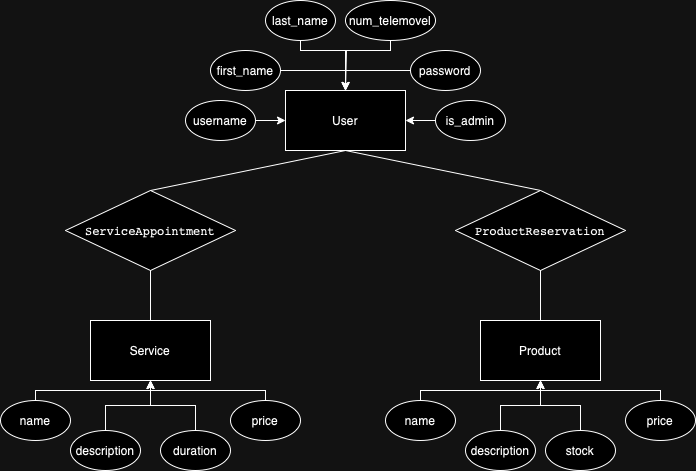 last_name
num_telemovel
first_name
password
username
User
is_admin
ServiceAppointment
ProductReservation
Service
Product
name
price
name
price
description
duration
description
stock